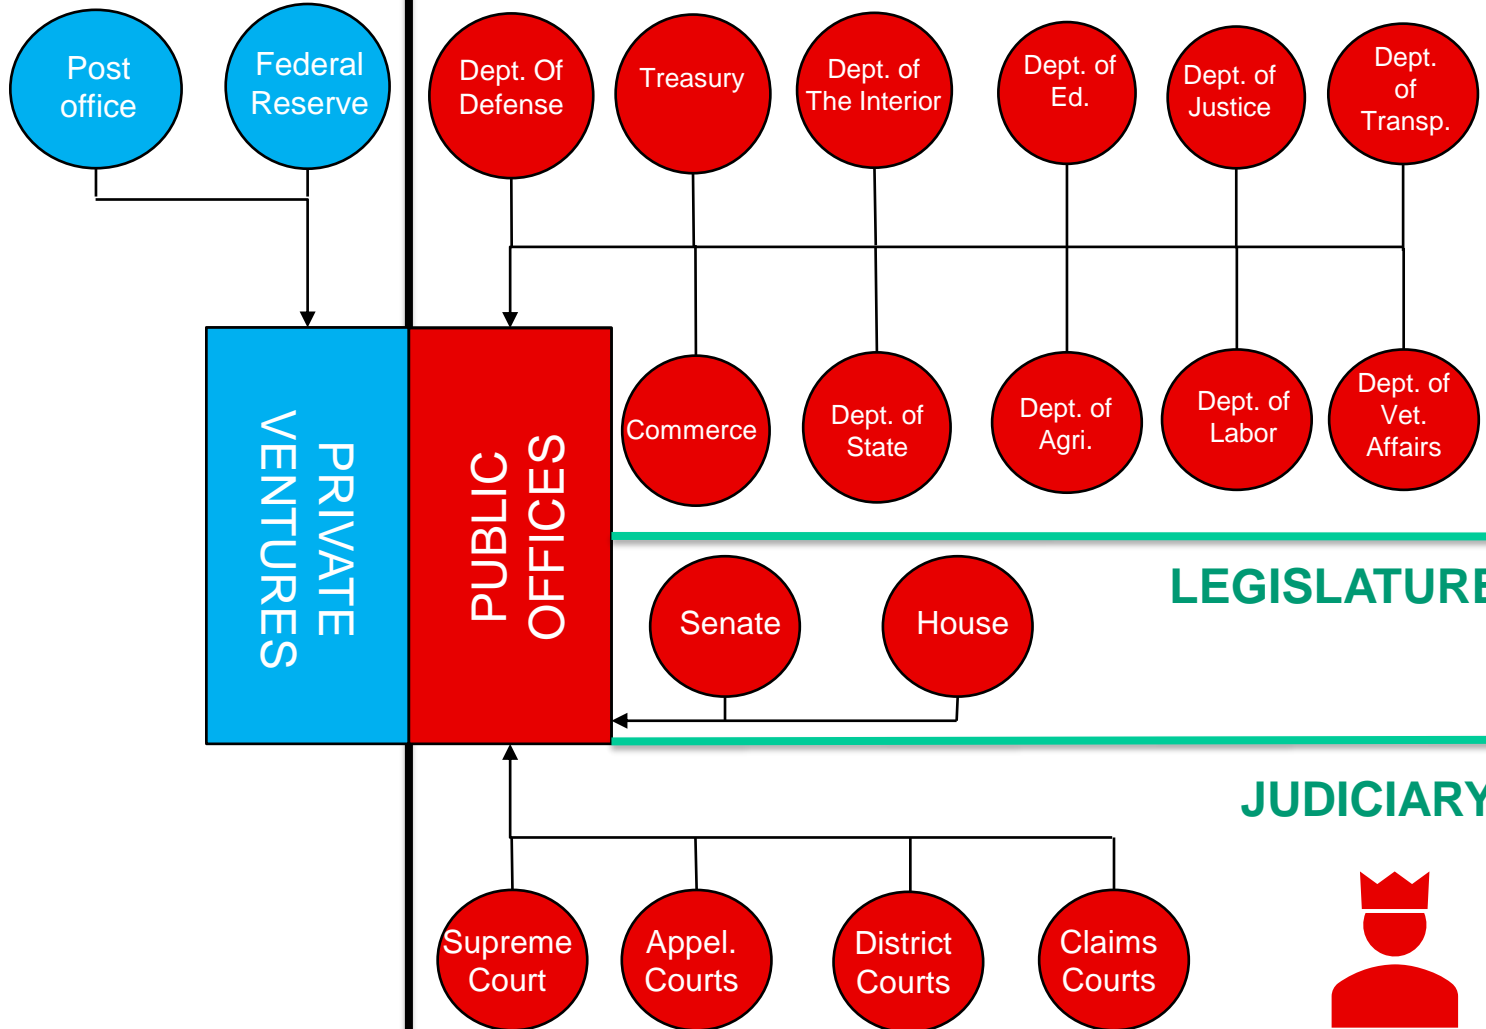 Post
office
Federal
Reserve
Dept. Of
Defense
Treasury
Dept. of
The Interior
Dept. of
Ed.
Dept. of
Justice
Dept.
of
Transp.
PRIVATE
VENTURES
PUBLIC
OFFICES
Commerce
Dept. of
State
Dept. of
Agri.
Dept. of
Labor
Dept. of
Vet.
Affairs
LEGISLATURE
Senate
House
JUDICIARY
Supreme
Court
Appel.
Courts
District
Courts
Claims
Courts